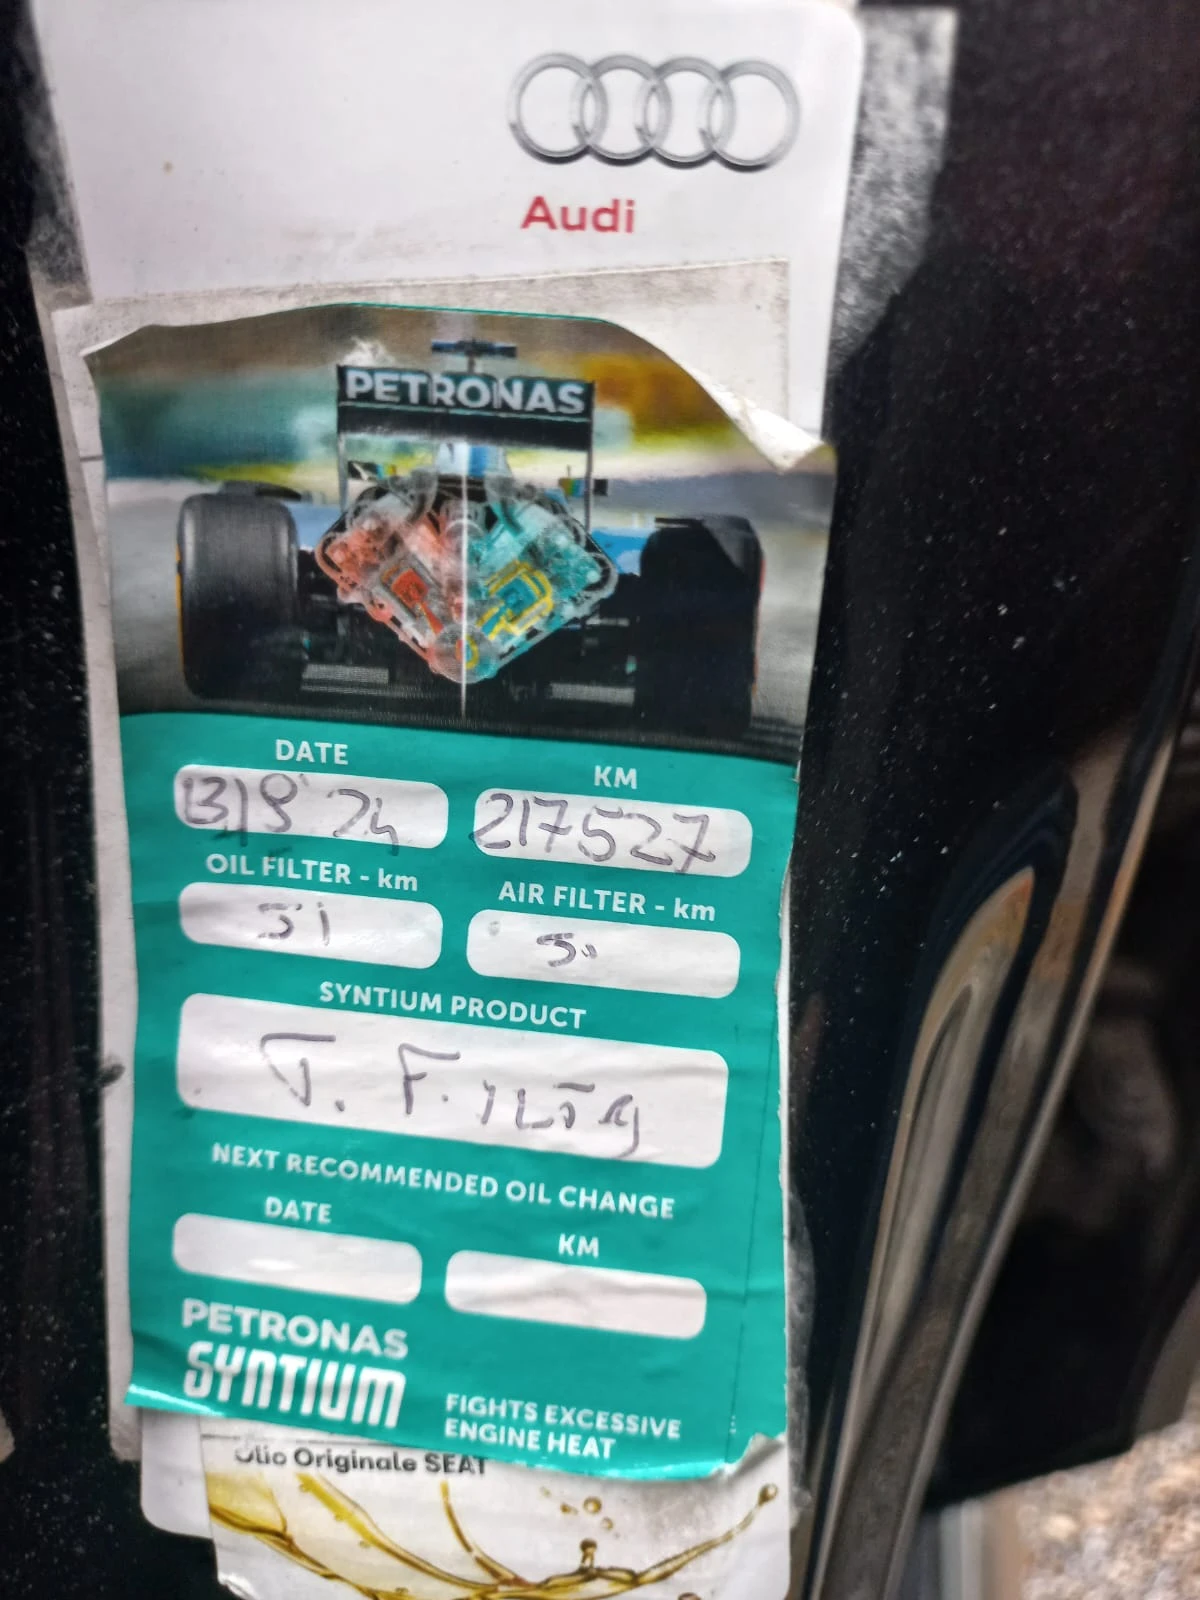 Audi
PETRONAS
DATE KM
13/8 24 217527
OIL FILTER - km AIR FILTER - km
Si
SYNTIUM PRODUCT
T. F.
NEXT RECOMMENDED OIL CHANGE
DATE KM
PETRONAS
SYNTIUM
FIGHTS EXCESSIVE
ENGINE HEAT
Olio Originale SEAT